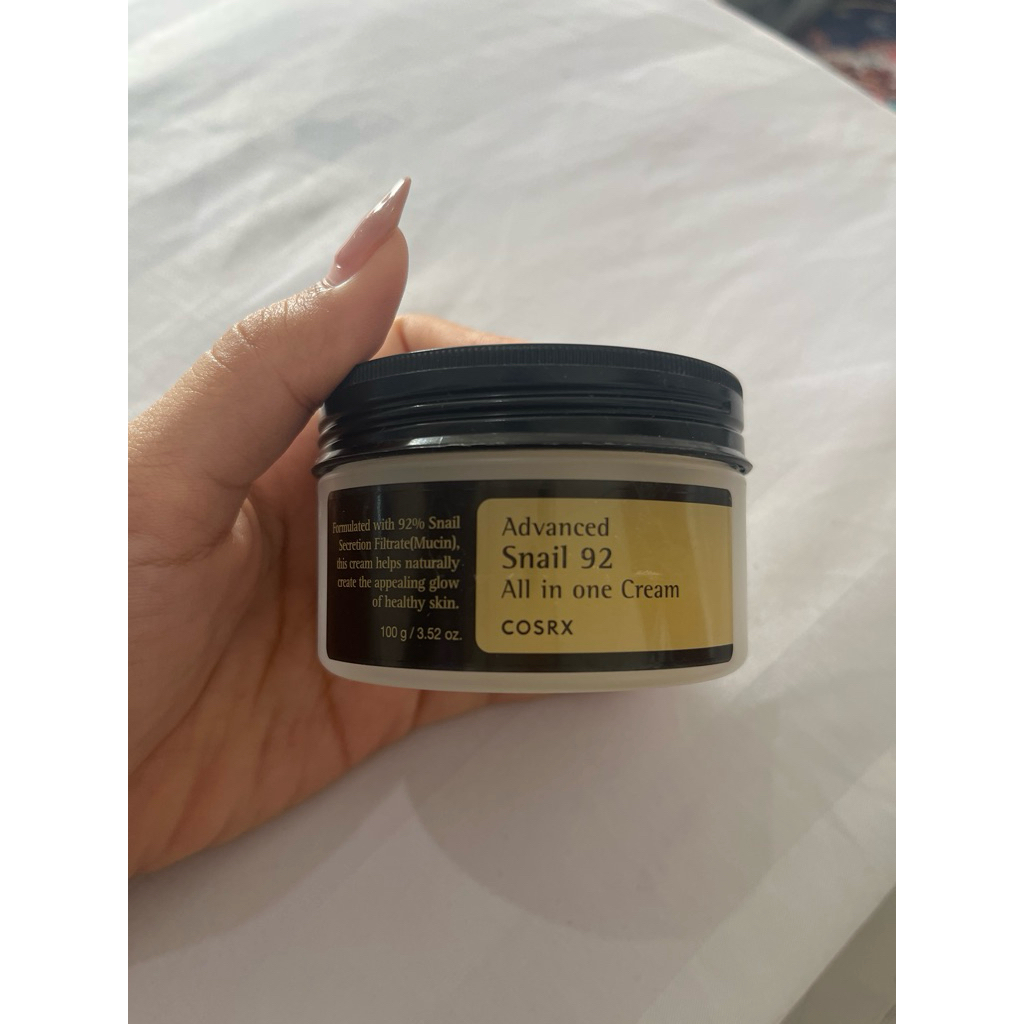 Formulated with 92% Snail
Secretion Filtrate(Mucin),
this cream helps naturally
create the appealing glow
of healthy skin.
100 g / 3.52 oz.
Advanced
Snail 92
All in one Cream
COSRX